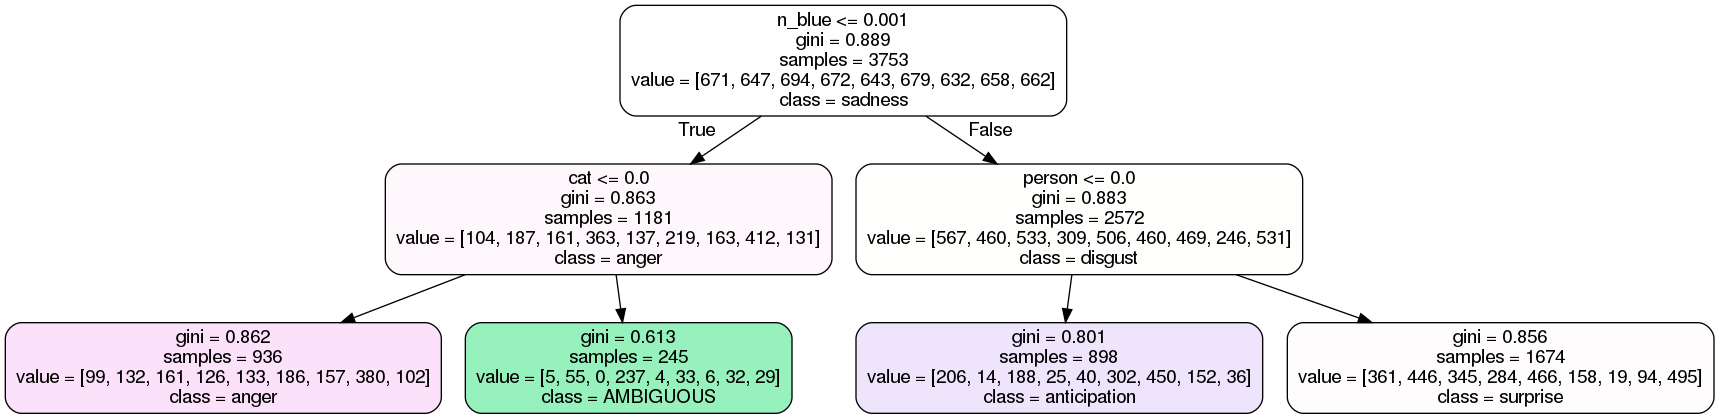 n_blue <= 0.001
gini = 0.889
samples = 3753
value = [671, 647, 694, 672, 643, 679, 632, 658, 662]
class = sadness
True
False
cat <= 0.0
gini = 0.863
samples = 1181
value = [104, 187, 161, 363, 137, 219, 163, 412, 131]
class = anger
person <= 0.0
gini = 0.883
samples = 2572
value = [567, 460, 533, 309, 506, 460, 469, 246, 531]
class = disgust
gini = 0.862
samples = 936
value = [99, 132, 161, 126, 133, 186, 157, 380, 102]
class = anger
gini = 0.613
samples = 245
value = [5, 55, 0, 237, 4, 33, 6, 32, 29]
class = AMBIGUOUS
gini = 0.801
samples = 898
value = [206, 14, 188, 25, 40, 302, 450, 152, 36]
class = anticipation
gini = 0.856
samples = 1674
value = [361, 446, 345, 284, 466, 158, 19, 94, 495]
class = surprise